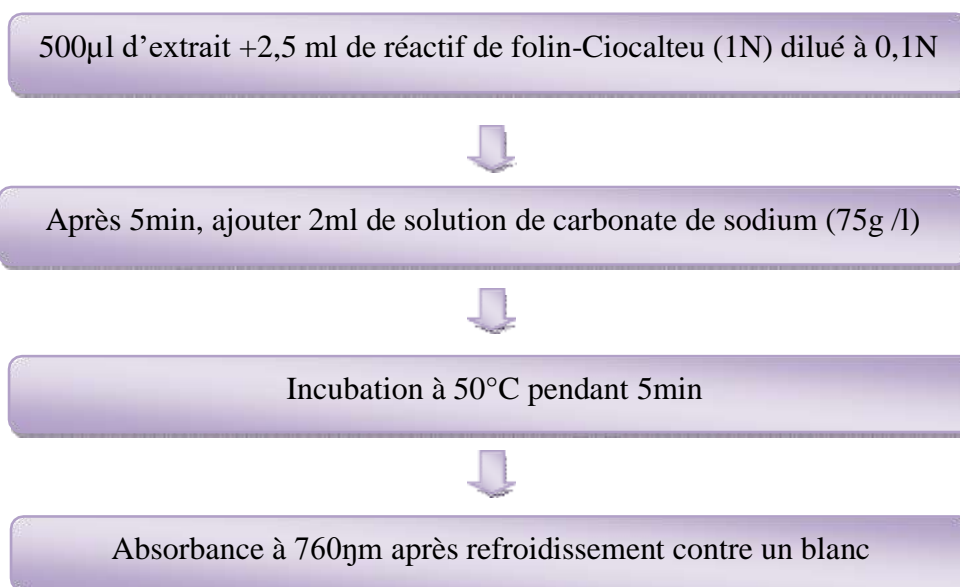 500µl d’extrait +2,5 ml de réactif de folin-Ciocalteu (1N) dilué à 0,1N
Après 5min, ajouter 2ml de solution de carbonate de sodium (75g /l)
Incubation à 50°C pendant 5min
Absorbance à 760ŋm après refroidissement contre un blanc